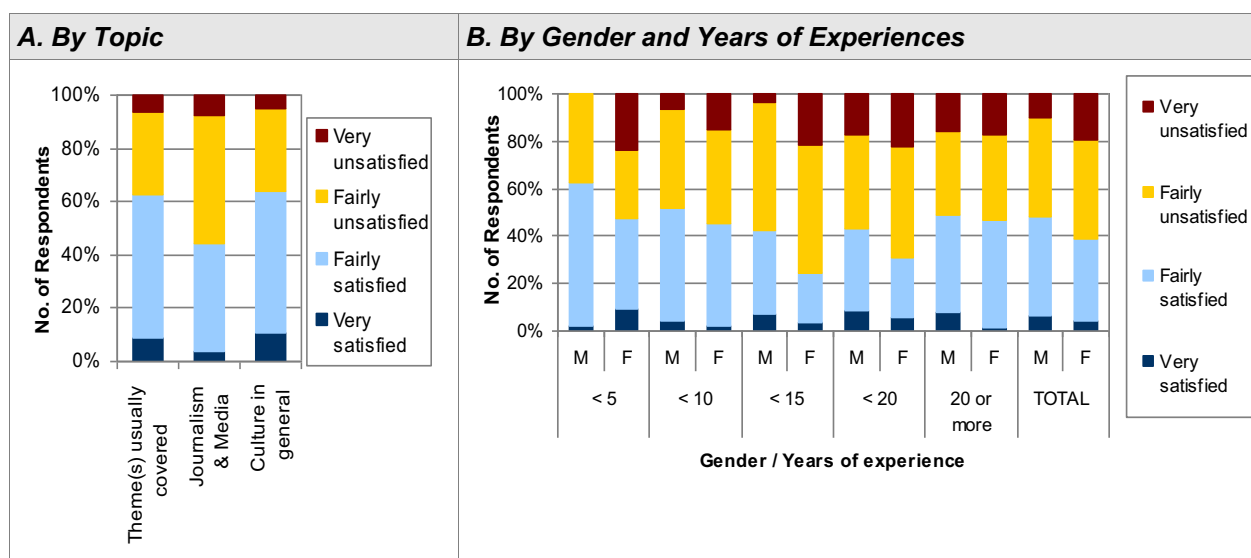 A. By Topic
B. By Gender and Years of Experiences
No. of Respondents
100%
80%
60%
40%
20%
0%
Theme(s) usually
covered
Journalism
& Media
Culture in
general
Very
unsatisfied
Fairly
unsatisfied
Fairly
satisfied
Very
satisfied
No. of Respondents
100%
80%
60%
40%
20%
0%
M F M F M F M F M F M F
< 5 < 10 < 15 < 20 20 or
more TOTAL
Gender / Years of experience
Very
unsatisfied
Fairly
unsatisfied
Fairly
satisfied
Very
satisfied